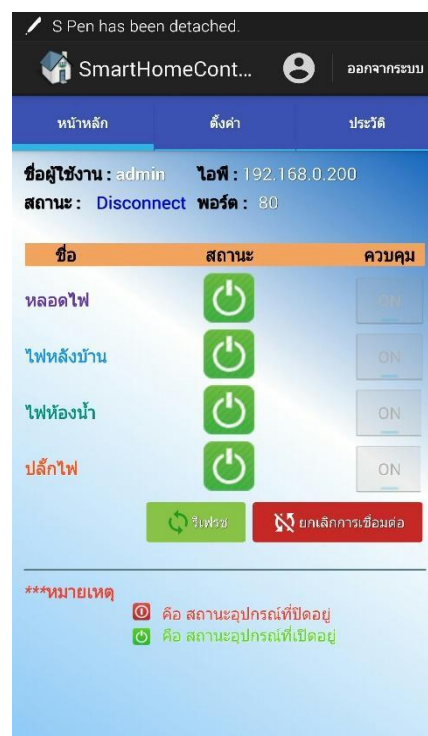 S Pen has been detached.
SmartHomeCont... ออกจากระบบ
หน้าหลัก ตั้งค่า ประวัติ
ชื่อผู้ใช้งาน : admin ไอพี : 192.168.0.200
สถานะ : Disconnect พอร์ต : 80
ชื่อ สถานะ ควบคุม
หลอดไฟ ON
ไฟหลังบ้าน ON
ไฟห้องน้ำ ON
ปลั๊กไฟ ON
รีเฟรช ยกเลิกการเชื่อมต่อ
***หมายเหตุ
คือ สถานะอุปกรณ์ที่ปิดอยู่
คือ สถานะอุปกรณ์ที่เปิดอยู่